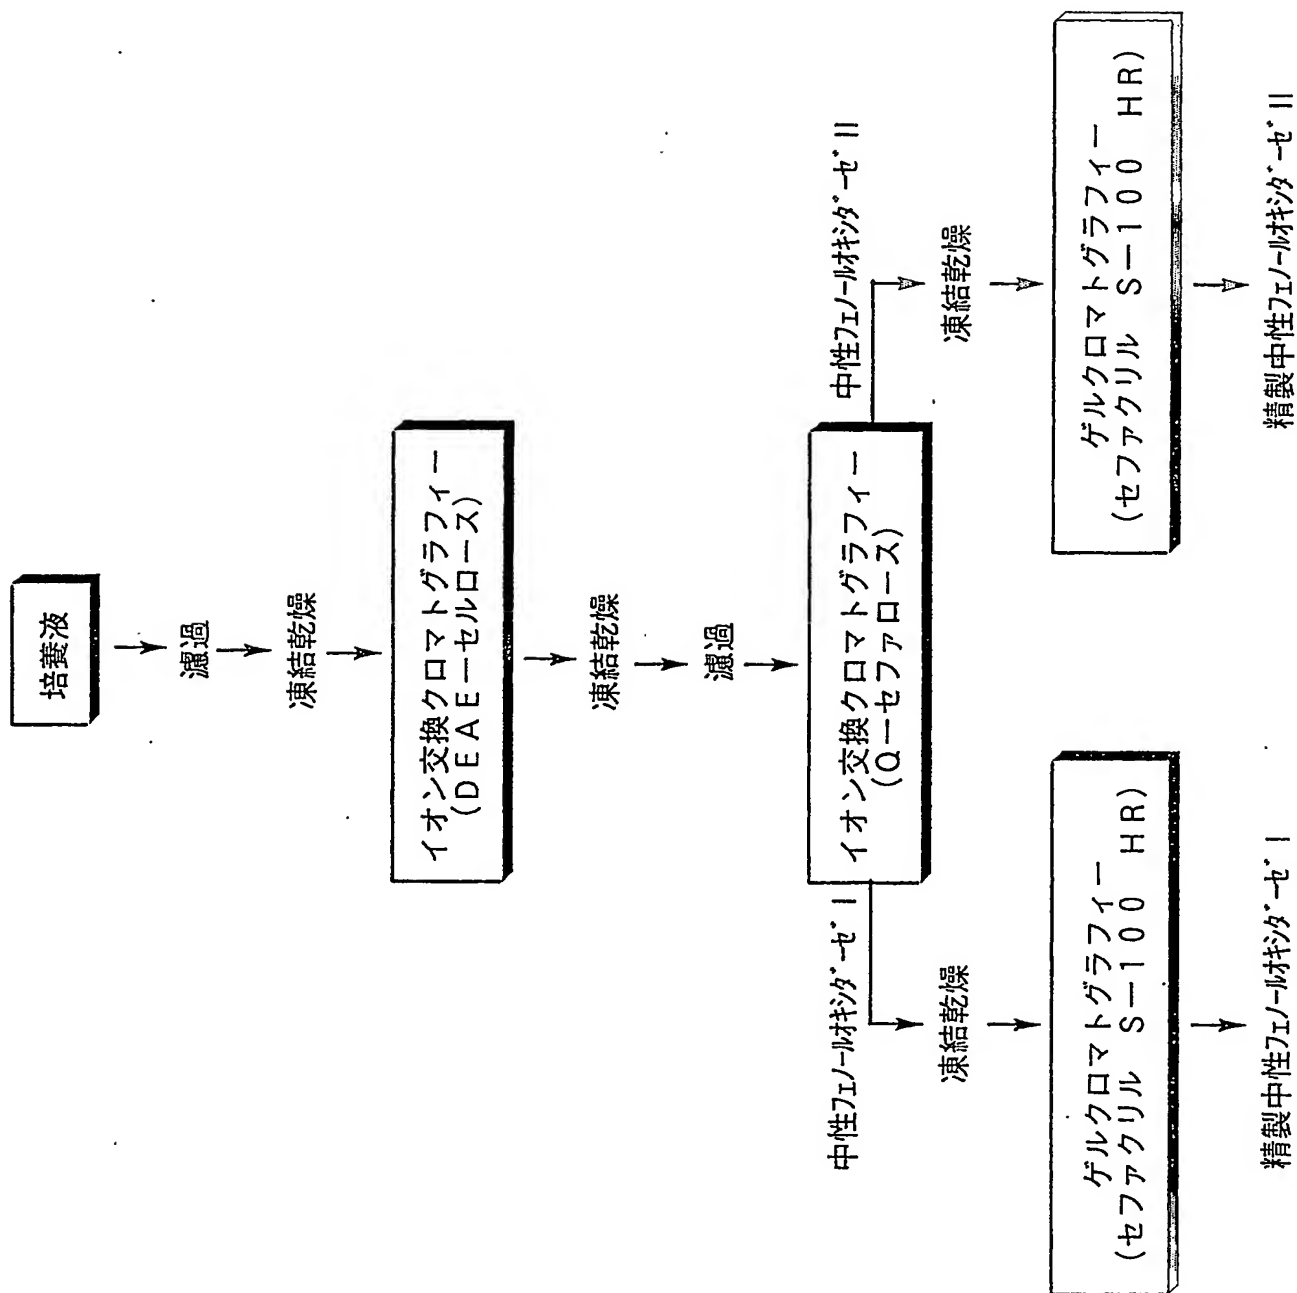 培養液
濾過
凍結乾燥
イオン交換クロマトグラフィー
(DEAE-セルロース)
凍結乾燥
濾過
イオン交換クロマトグラフィー
(Q-セファロース)
中性フェノールオキシダーゼ I
凍結乾燥
ゲルクロマトグラフィー
(セファクリル S-100 HR)
精製中性フェノールオキシダーゼ I
中性フェノールオキシダーゼ II
凍結乾燥
ゲルクロマトグラフィー
(セファクリル S-100 HR)
精製中性フェノールオキシダーゼ II